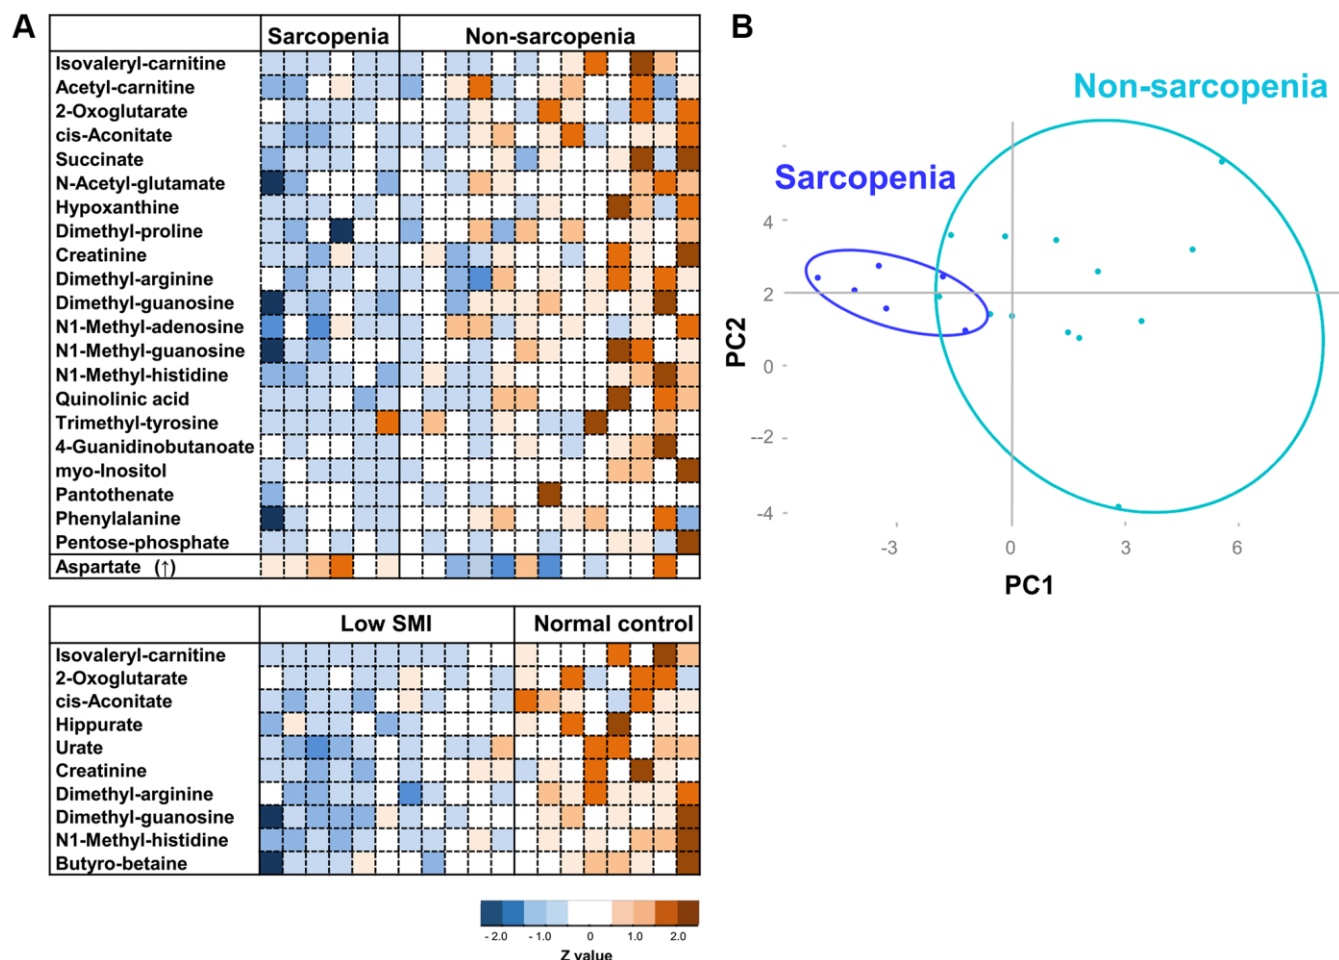 A
Sarcopenia Non-sarcopenia
Isovaleryl-carnitine
Acetyl-carnitine
2-Oxoglutarate
cis-Aconitate
Succinate
N-Acetyl-glutamate
Hypoxanthine
Dimethyl-proline
Creatinine
Dimethyl-arginine
Dimethyl-guanosine
N1-Methyl-adenosine
N1-Methyl-guanosine
N1-Methyl-histidine
Quinolinic acid
Trimethyl-tyrosine
4-Guanidinobutanoate
myo-Inositol
Pantothenate
Phenylalanine
Pentose-phosphate
Aspartate (↑)
Low SMI Normal control
Isovaleryl-carnitine
2-Oxoglutarate
cis-Aconitate
Hippurate
Urate
Creatinine
Dimethyl-arginine
Dimethyl-guanosine
N1-Methyl-histidine
Butyro-betaine
- 2.0 - 1.0 0 1.0 2.0
Z value
B
Non-sarcopenia
Sarcopenia
4
2
0
--2
-4
PC2
-3 0 3 6
PC1